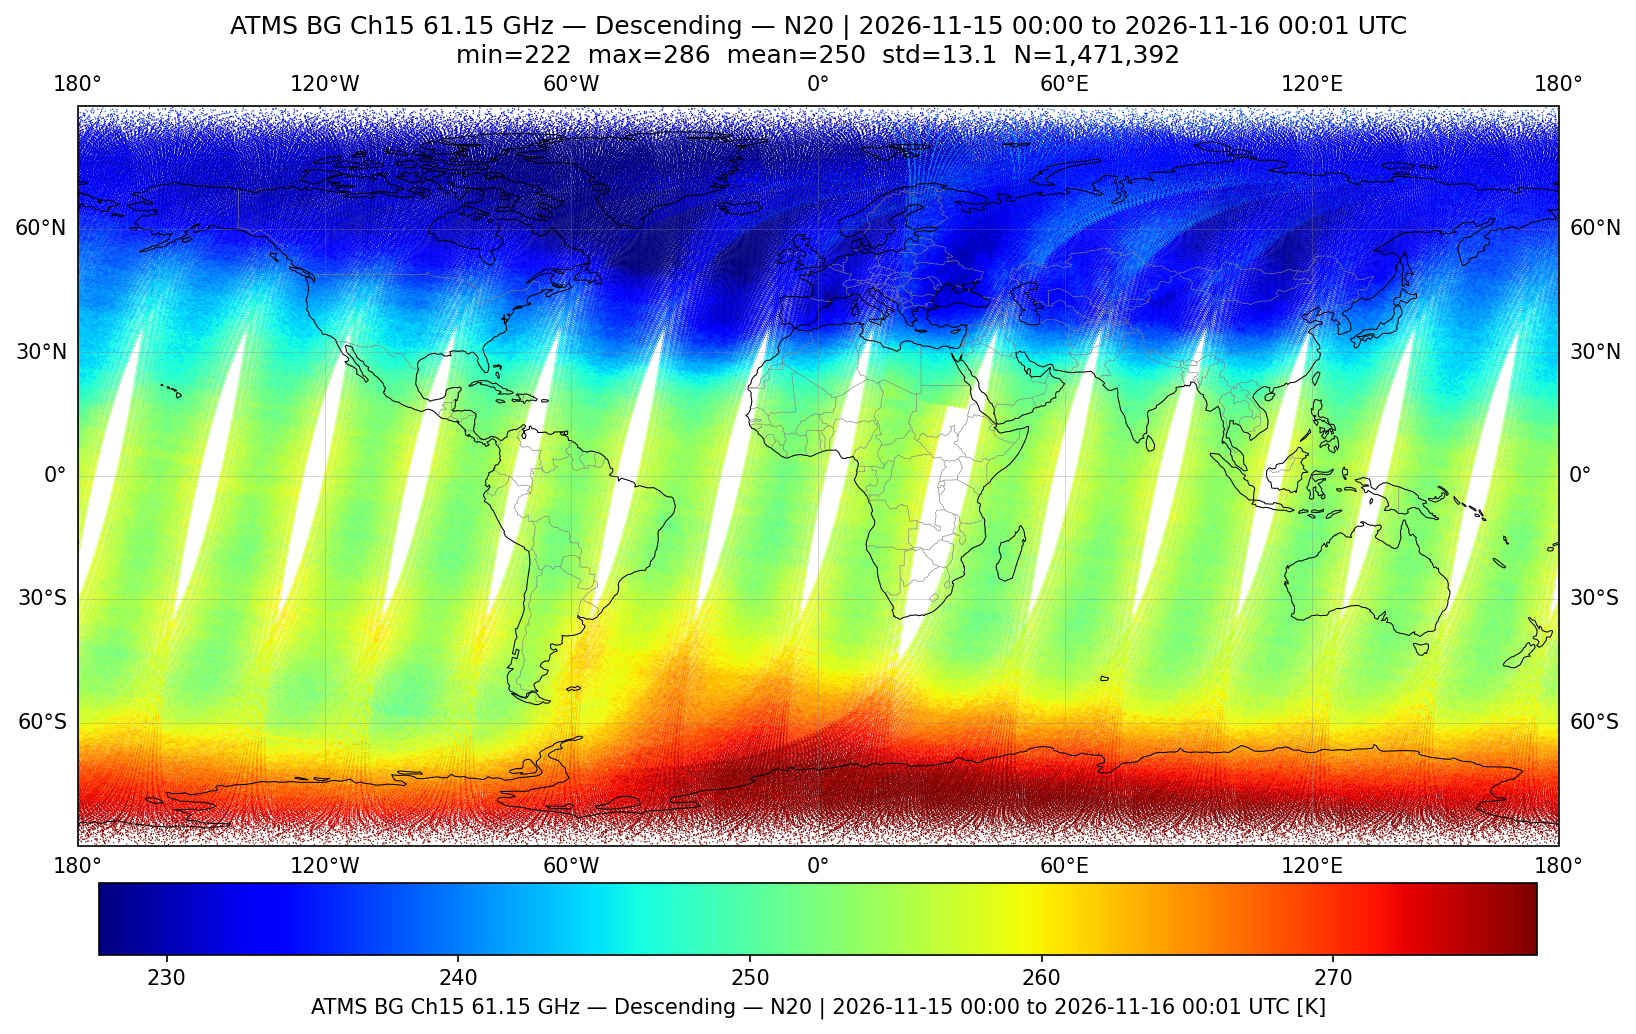 ATMS BG Ch15 61.15 GHz — Descending — N20 | 2026-11-15 00:00 to 2026-11-16 00:01 UTC
min=222 max=286 mean=250 std=13.1 N=1,471,392
180° 120°W 60°W 0° 60°E 120°E 180°
60°N 60°N
30°N 30°N
0° 0°
30°S 30°S
60°S 60°S
180° 120°W 60°W 0° 60°E 120°E 180°
230 240 250 260 270
ATMS BG Ch15 61.15 GHz — Descending — N20 | 2026-11-15 00:00 to 2026-11-16 00:01 UTC [K]